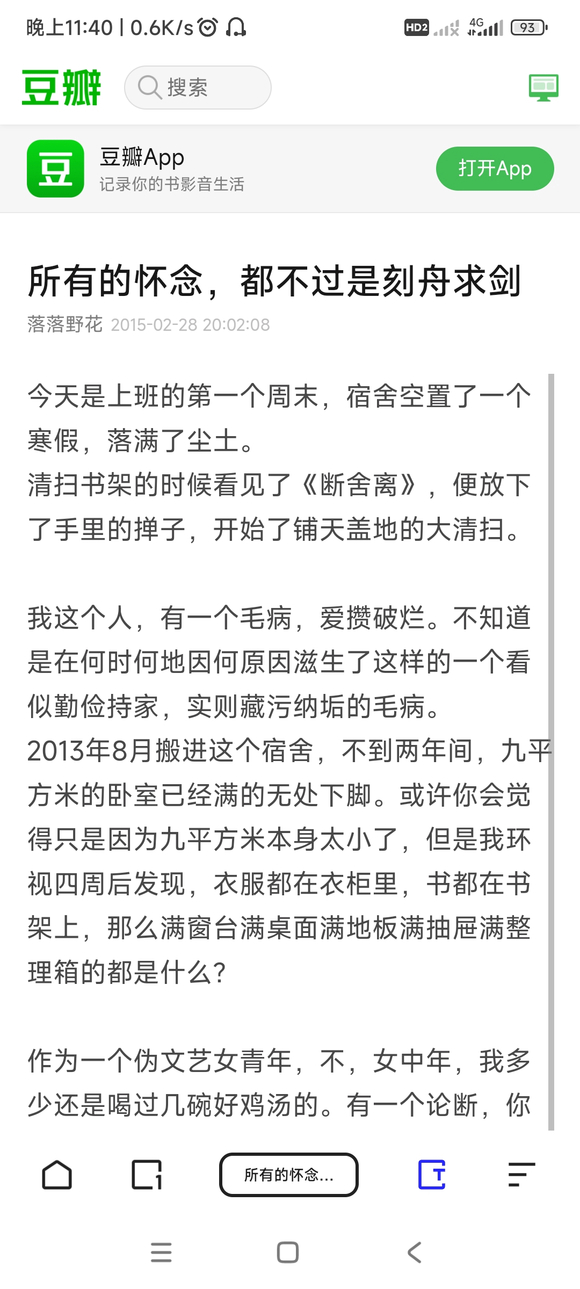 晚上11:40 | 0.6K/s HD2 4G 93
豆瓣 搜索
豆 豆瓣App
记录你的书影音生活
打开App
所有的怀念，都不过是刻舟求剑
落落野花 2015-02-28 20:02:08
今天是上班的第一个周末，宿舍空置了一个
寒假，落满了尘土。
清扫书架的时候看见了《断舍离》，便放下
了手里的掸子，开始了铺天盖地的大清扫。
我这个人，有一个毛病，爱攒破烂。不知道
是在何时何地因何原因滋生了这样的一个看
似勤俭持家，实则藏污纳垢的毛病。
2013年8月搬进这个宿舍，不到两年间，九平
方米的卧室已经满的无处下脚。或许你会觉
得只是因为九平方米本身太小了，但是我环
视四周后发现，衣服都在衣柜里，书都在书
架上，那么满窗台满桌面满地板满抽屉满整
理箱的都是什么？
作为一个伪文艺女青年，不，女中年，我多
少还是喝过几碗好鸡汤的。有一个论断，你
1 所有的怀念... T